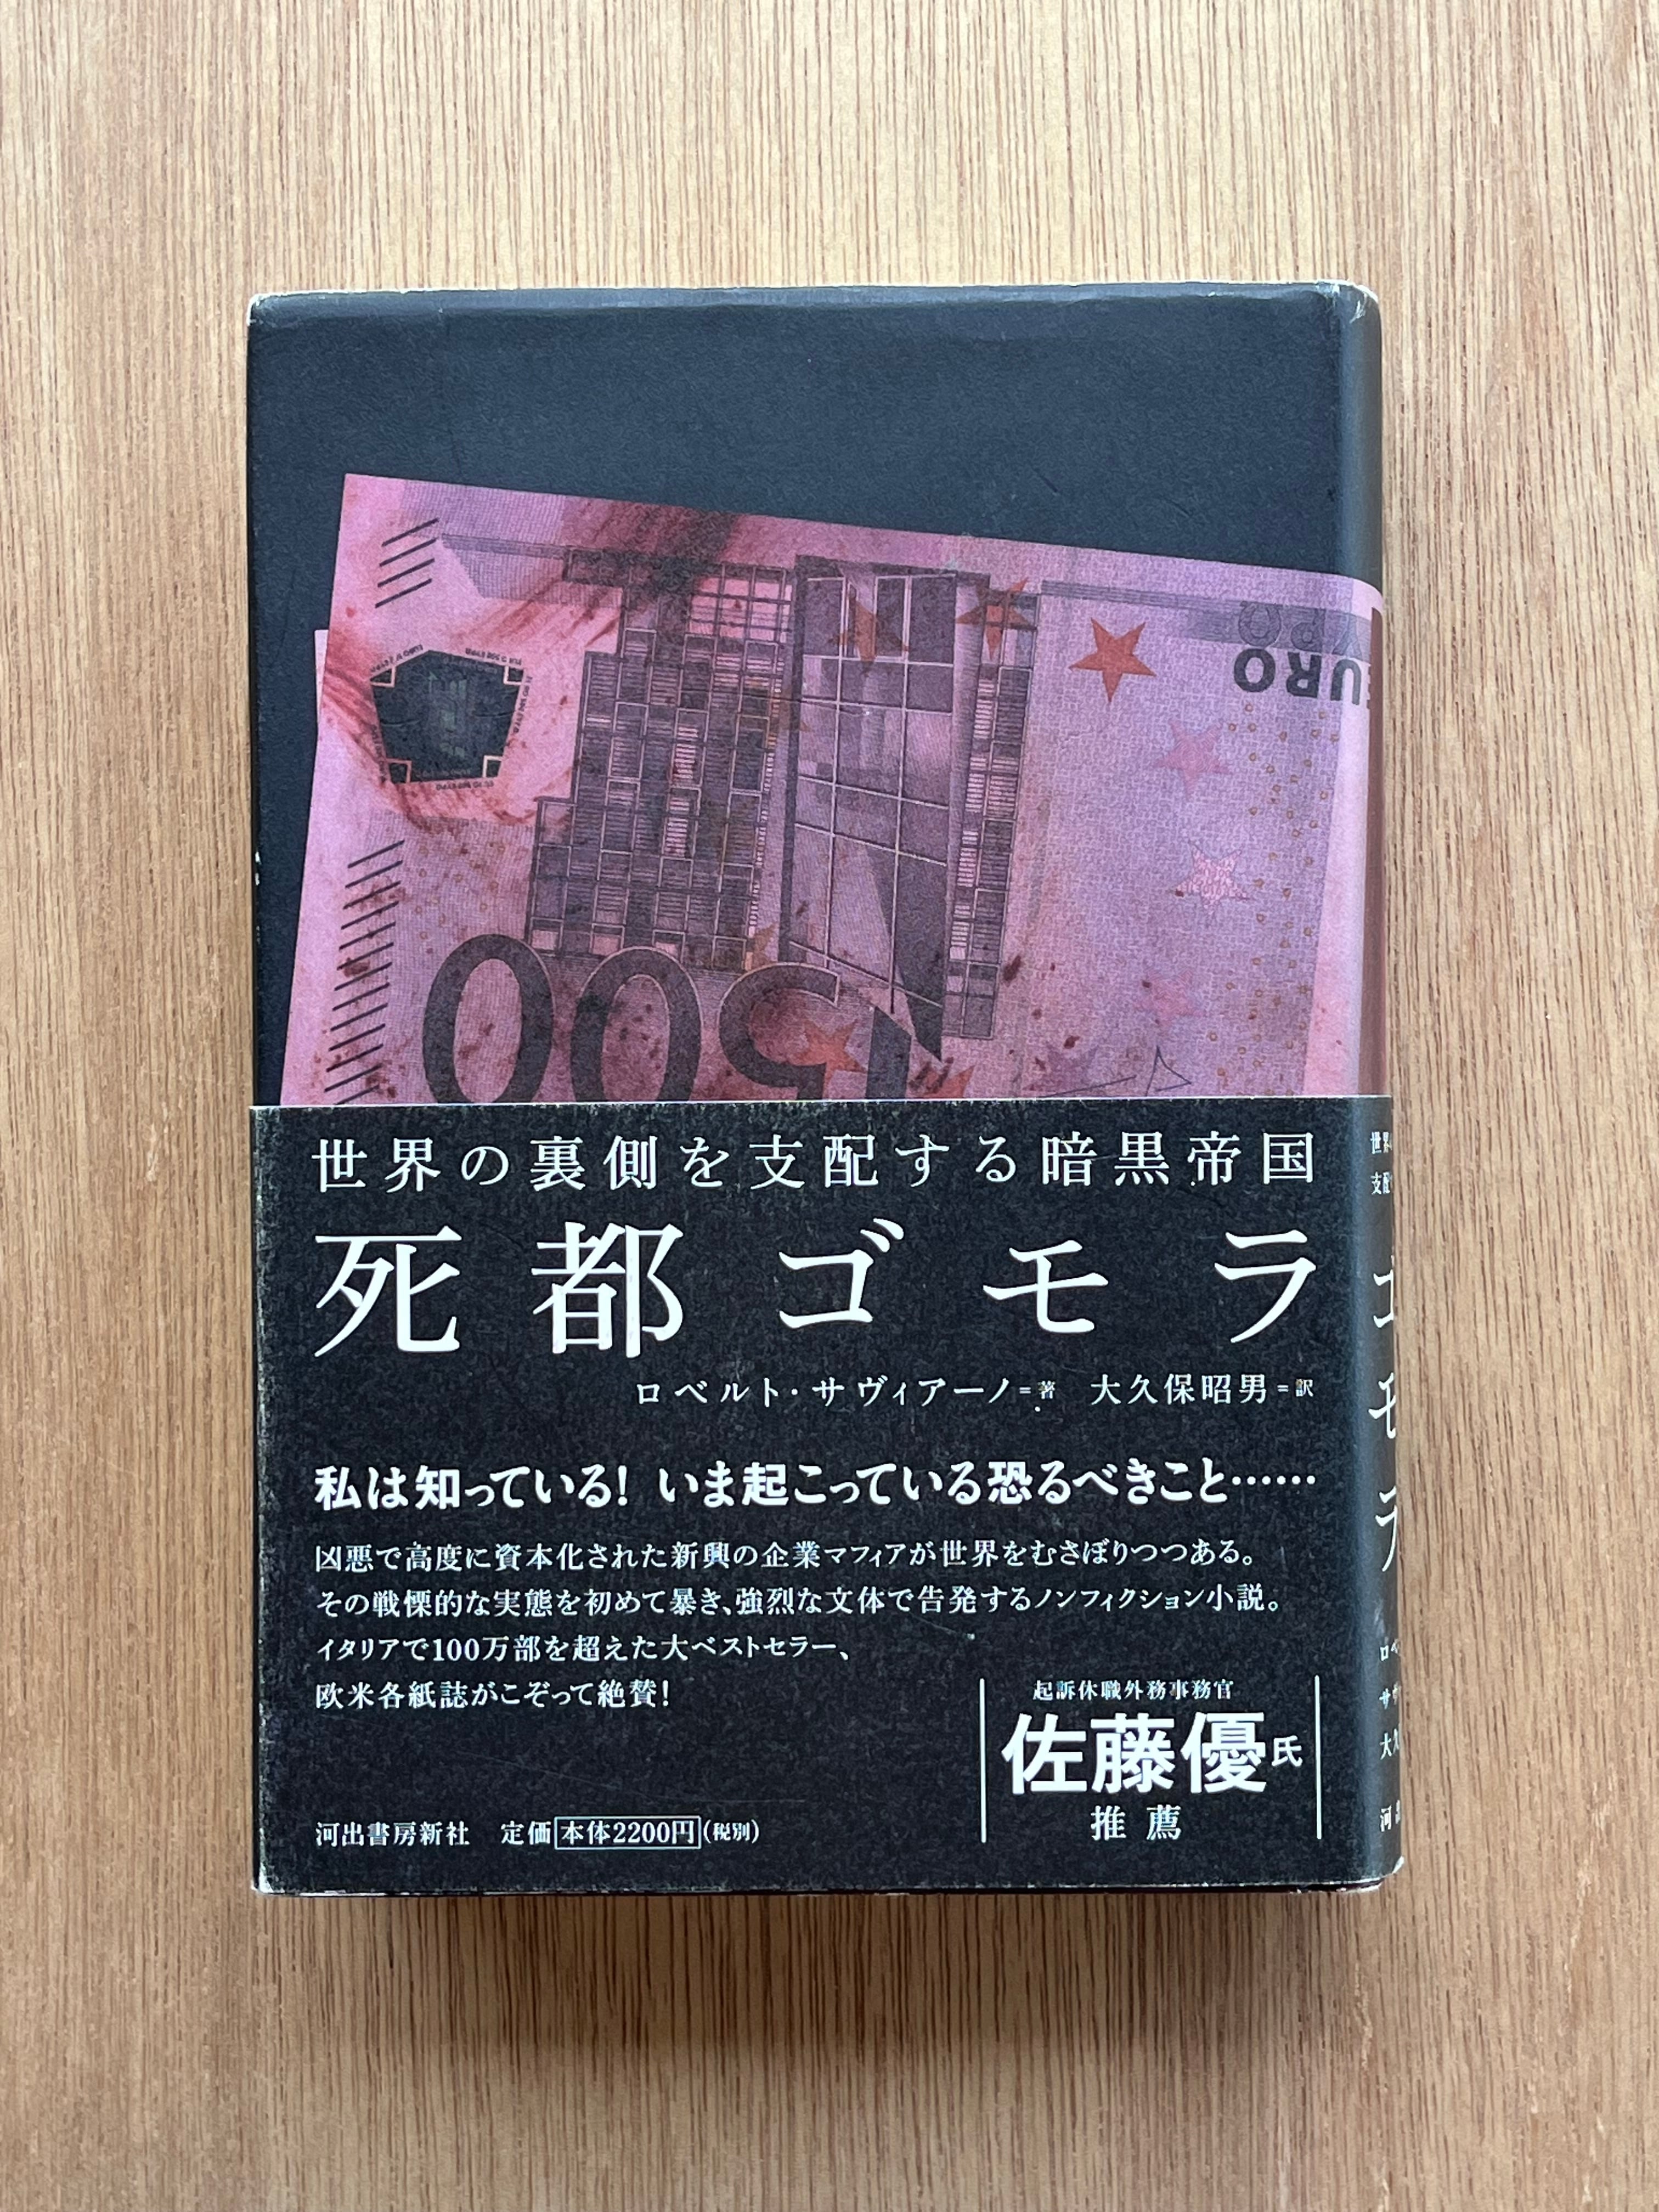 EURO
500
世界の裏側を支配する暗黒帝国
死都ゴモラ
ロベルト・サヴィアーノ=著 大久保昭男=訳
私は知っている! いま起こっている恐るべきこと……
凶悪で高度に資本化された新興の企業マフィアが世界をむさぼりつつある。
その戦慄的な実態を初めて暴き、強烈な文体で告発するノンフィクション小説。
イタリアで100万部を超えた大ベストセラー、
欧米各紙誌がこぞって絶賛!
起訴休職外務事務官
佐藤優氏
推薦
河出書房新社 定価本体2200円(税別)
ゴモラ